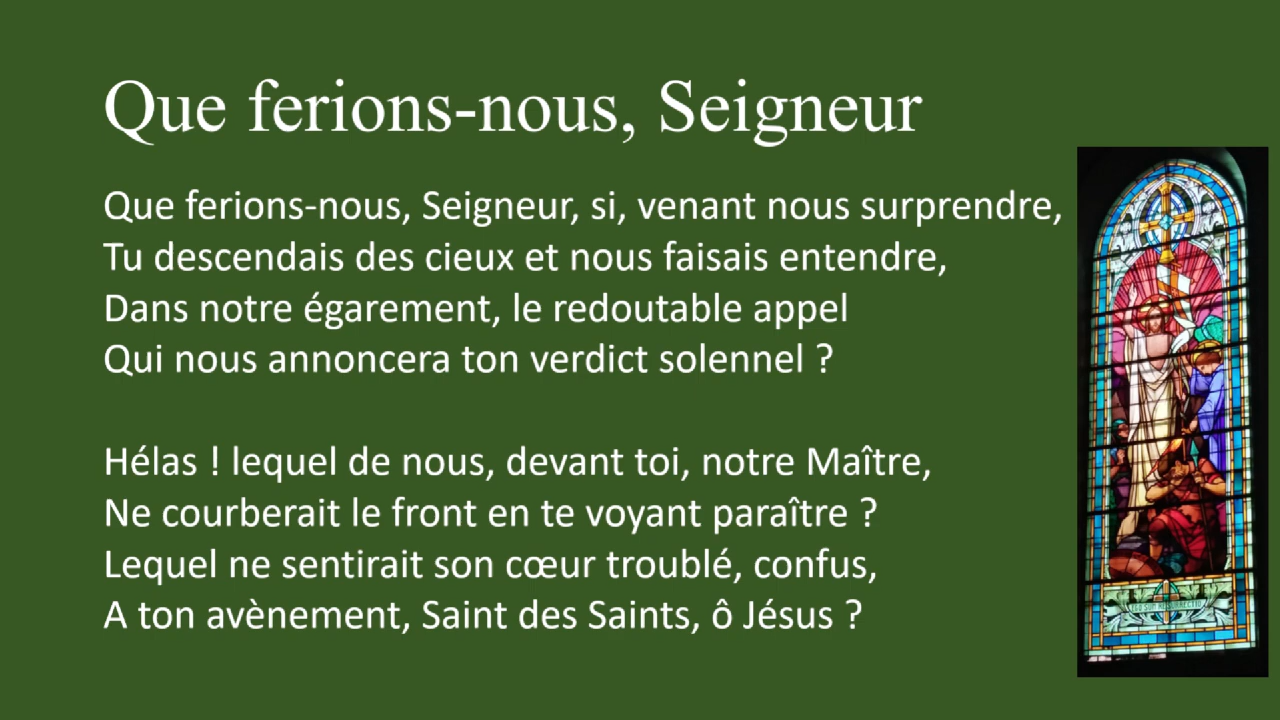 Que ferions-nous, Seigneur
Que ferions-nous, Seigneur, si, venant nous surprendre,
Tu descendais des cieux et nous faisais entendre,
Dans notre égarement, le redoutable appel
Qui nous annoncera ton verdict solennel ?
Hélas ! lequel de nous, devant toi, notre Maître,
Ne courberait le front en te voyant paraître ?
Lequel ne sentirait son cœur troublé, confus,
A ton avènement, Saint des Saints, ô Jésus ?
EGO SUM RESURRECTIO